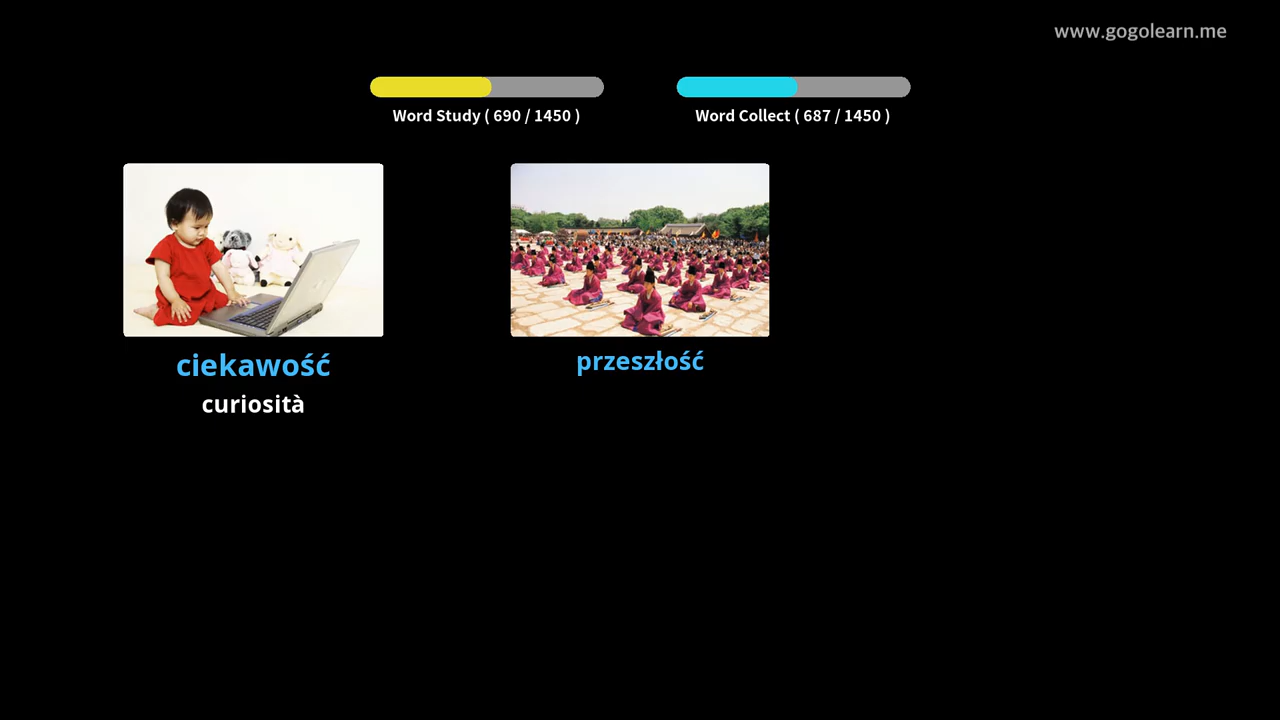 www.gogolearn.me
Word Study ( 690 / 1450 )
Word Collect ( 687 / 1450 )
ciekawość
curiosità
przeszłość